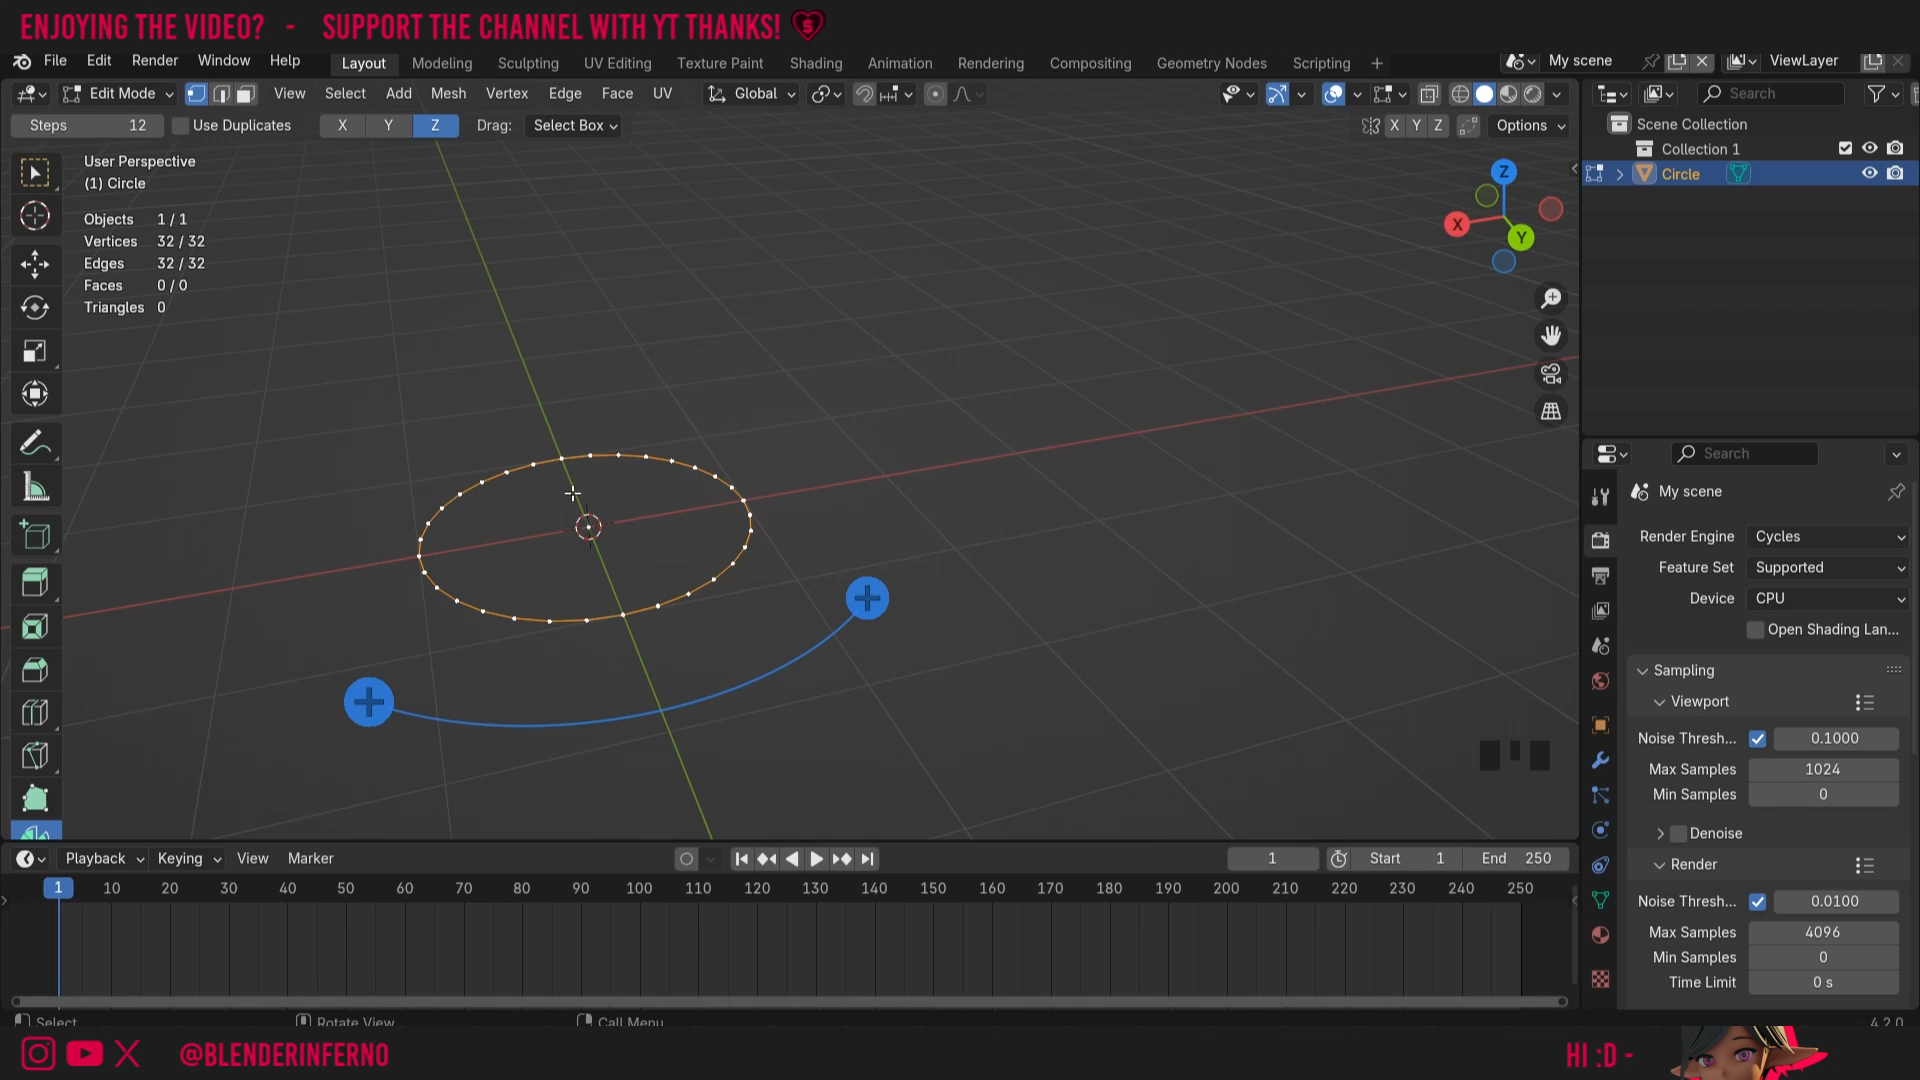 ENJOYING THE VIDEO? - SUPPORT THE CHANNEL WITH YT THANKS!
File Edit Render Window Help Layout Modeling Sculpting UV Editing Texture Paint Shading Animation Rendering Compositing Geometry Nodes Scripting + My scene ViewLayer
Edit Mode View Select Add Mesh Vertex Edge Face UV Global Search
Steps 12 Use Duplicates X Y Z Drag: Select Box X Y Z Options Scene Collection
Collection 1
Circle
User Perspective
(1) Circle
Objects 1 / 1
Vertices 32 / 32
Edges 32 / 32
Faces 0 / 0
Triangles 0
Z
X
Y
Search
My scene
Render Engine Cycles
Feature Set Supported
Device CPU
Open Shading Lan...
Sampling
Viewport
Noise Thresh... 0.1000
Max Samples 1024
Min Samples 0
Denoise
Render
Noise Thresh... 0.0100
Max Samples 4096
Min Samples 0
Time Limit 0 s
Playback Keying View Marker 1 Start 1 End 250
1 10 20 30 40 50 60 70 80 90 100 110 120 130 140 150 160 170 180 190 200 210 220 230 240 250
Select Rotate View Call Menu 4.2.0
@BLENDERINFERNO HI :D -